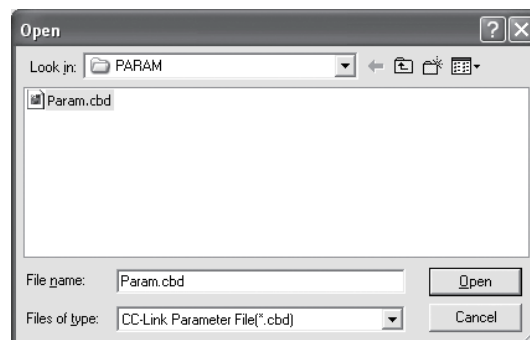 Open
Look in: PARAM
Param.cbd
File name: Param.cbd Open
Files of type: CC-Link Parameter File(*.cbd) Cancel